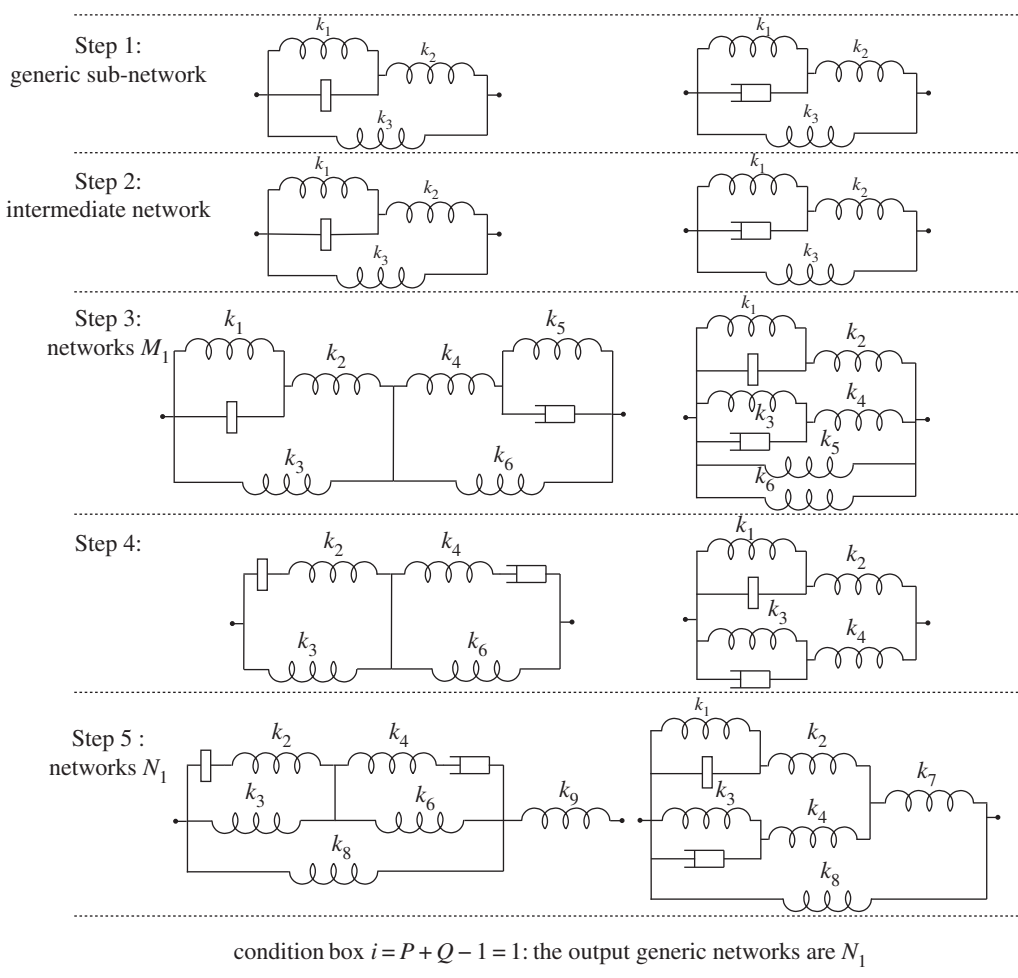 Step 1:
generic sub-network
k1 k2 k3
k1 k2 k3
Step 2:
intermediate network
k1 k2 k3
k1 k2 k3
Step 3:
networks M1
k1 k2 k4 k5 k3 k6
k1 k2 k3 k4 k5 k6
Step 4:
k2 k4 k3 k6
k1 k2 k3 k4
Step 5 :
networks N1
k2 k4 k3 k6 k8 k9
k1 k2 k3 k4 k7 k8
condition box i = P + Q − 1 = 1: the output generic networks are N1